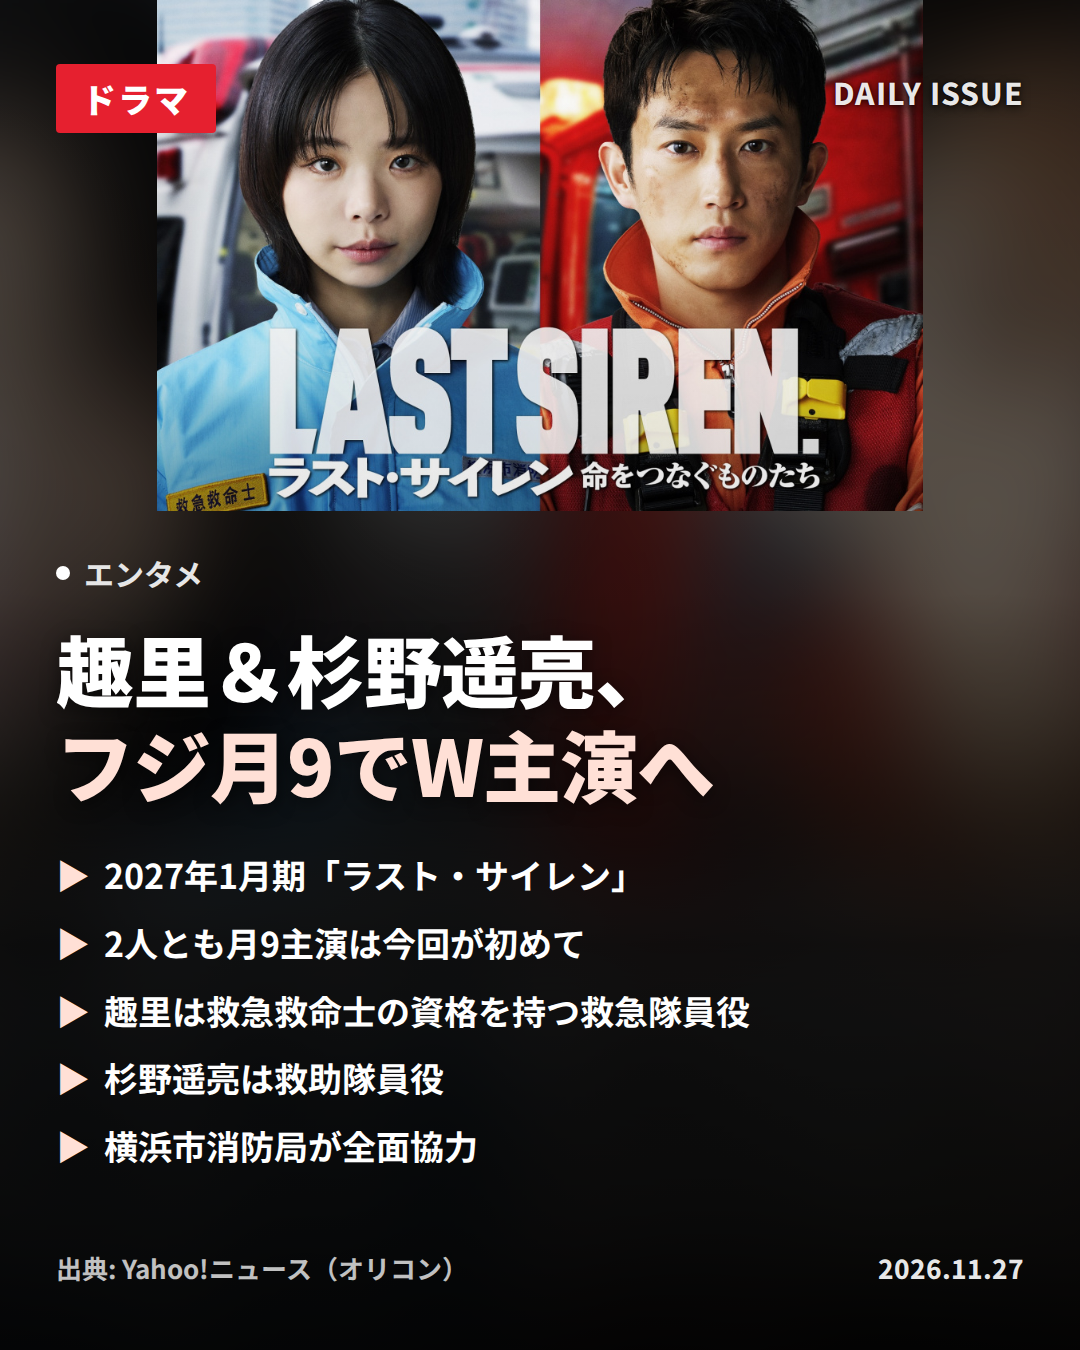 ドラマ
DAILY ISSUE
LAST SIREN.
ラスト・サイレン 命をつなぐものたち
救急救命士
エンタメ
趣里&杉野遥亮、
フジ月9でW主演へ
▶ 2027年1月期「ラスト・サイレン」
▶ 2人とも月9主演は今回が初めて
▶ 趣里は救急救命士の資格を持つ救急隊員役
▶ 杉野遥亮は救助隊員役
▶ 横浜市消防局が全面協力
出典: Yahoo!ニュース（オリコン）
2026.11.27